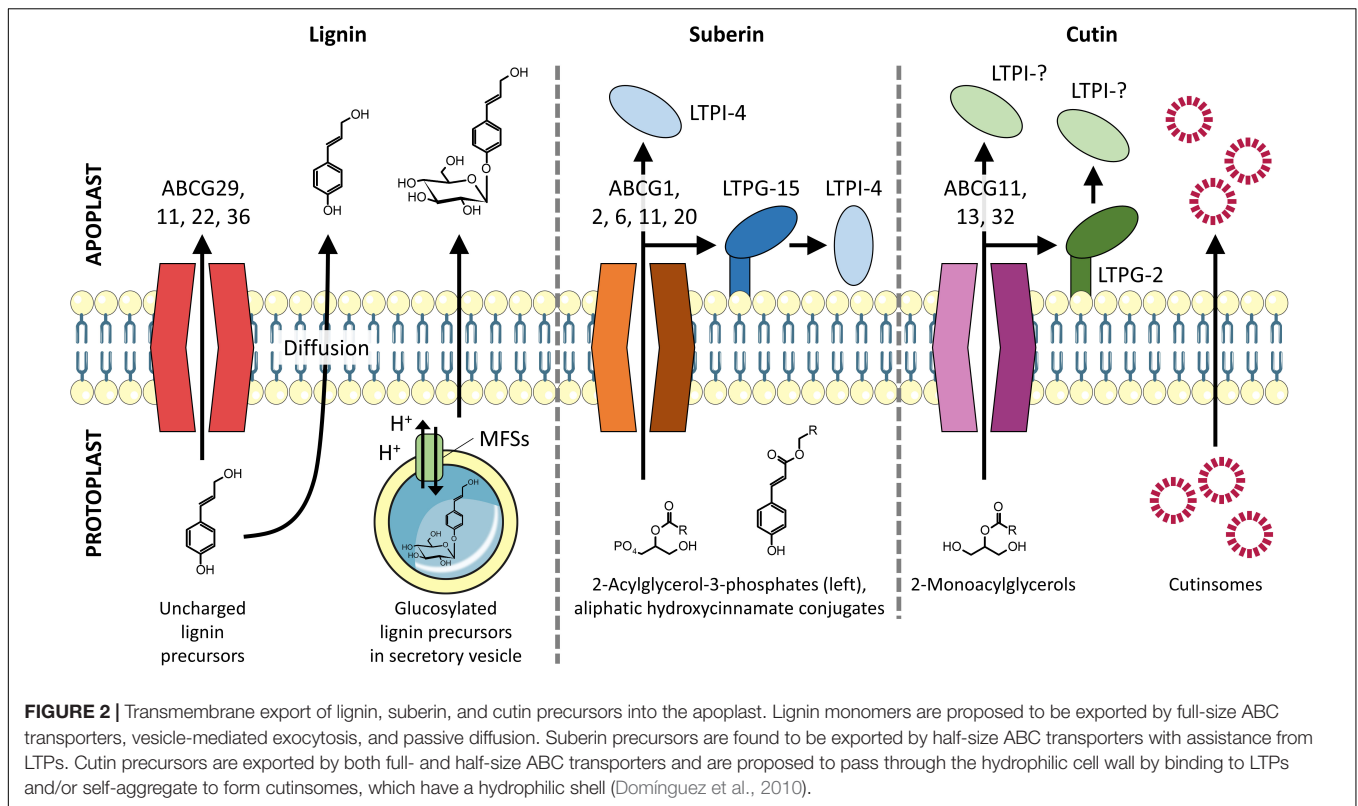 Lignin
Suberin
Cutin
APOPLAST
PROTOPLAST
ABCG29,
11, 22, 36
OH
OH
OH
OH
HO
HO
OH
O
O
Diffusion
H+
H+
MFSs
OH
OH
OH
O
O
HO
HO
OH
OH
Uncharged
lignin
precursors
Glucosylated
lignin precursors
in secretory vesicle
LTPI-4
ABCG1,
2, 6, 11, 20
LTPG-15
LTPI-4
O
O
R
PO4
OH
R
O
O
OH
2-Acylglycerol-3-phosphates (left),
aliphatic hydroxycinnamate conjugates
LTPI-?
LTPI-?
ABCG11,
13, 32
LTPG-2
O
O
R
HO
OH
2-Monoacylglycerols
Cutinsomes
FIGURE 2 | Transmembrane export of lignin, suberin, and cutin precursors into the apoplast. Lignin monomers are proposed to be exported by full-size ABC
transporters, vesicle-mediated exocytosis, and passive diffusion. Suberin precursors are found to be exported by half-size ABC transporters with assistance from
LTPs. Cutin precursors are exported by both full- and half-size ABC transporters and are proposed to pass through the hydrophilic cell wall by binding to LTPs
and/or self-aggregate to form cutinsomes, which have a hydrophilic shell (Domínguez et al., 2010).